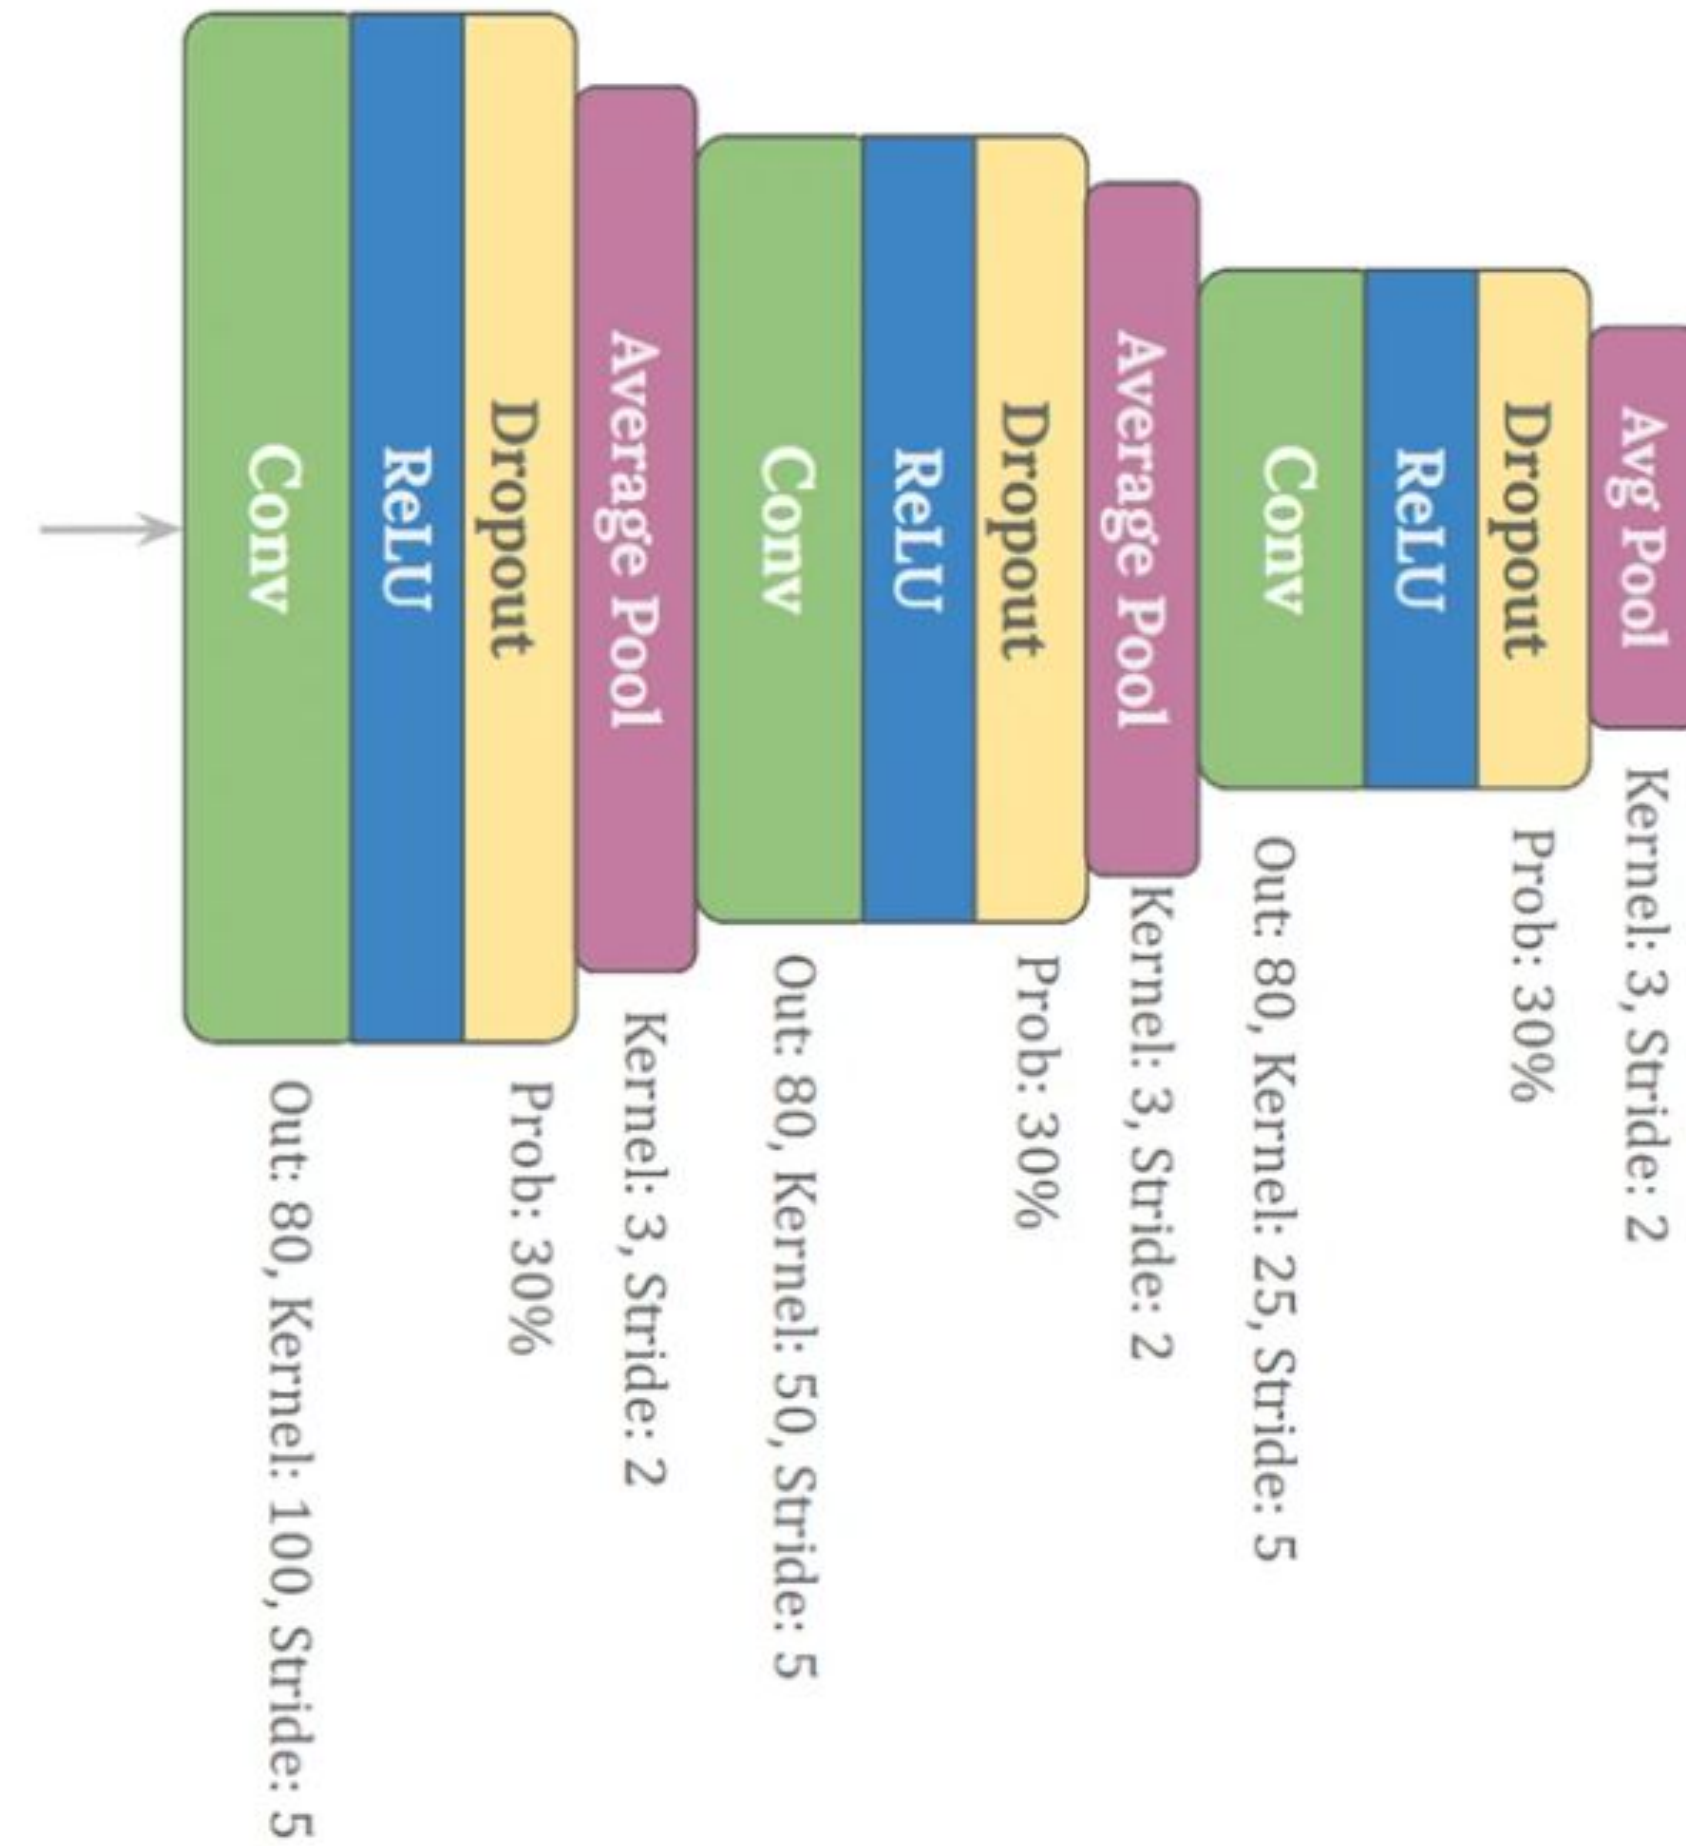 Conv
ReLU
Dropout
Average Pool
Conv
ReLU
Dropout
Average Pool
Conv
ReLU
Dropout
Avg Pool
Out: 80, Kernel: 100, Stride: 5
Prob: 30%
Kernel: 3, Stride: 2
Out: 80, Kernel: 50, Stride: 5
Prob: 30%
Kernel: 3, Stride: 2
Out: 80, Kernel: 25, Stride: 5
Prob: 30%
Kernel: 3, Stride: 2